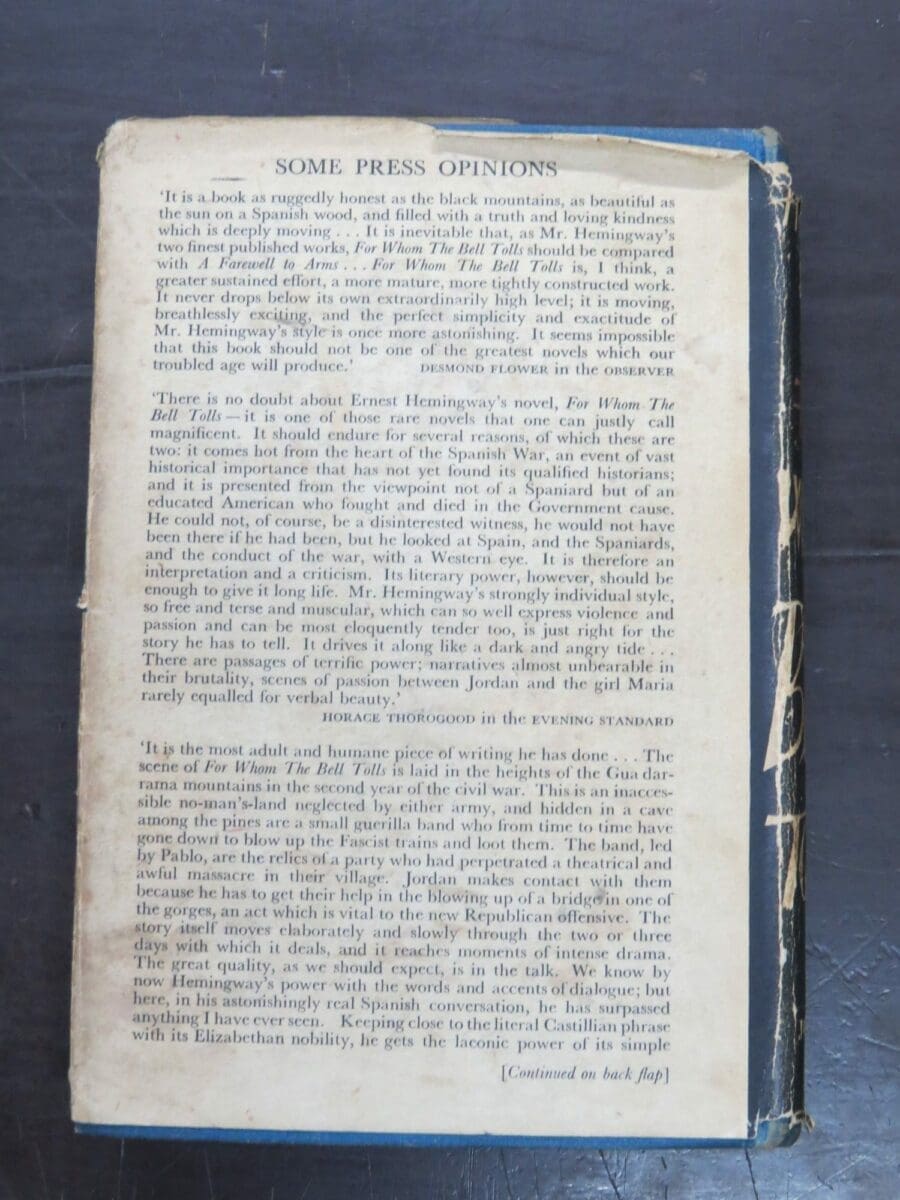 SOME PRESS OPINIONS
'It is a book as ruggedly honest as the black mountains, as beautiful as
the sun on a Spanish wood, and filled with a truth and loving kindness
which is deeply moving . . . It is inevitable that, as Mr. Hemingway's
two finest published works, For Whom The Bell Tolls should be compared
with A Farewell to Arms . . . For Whom The Bell Tolls is, I think, a
greater sustained effort, a more mature, more tightly constructed work.
It never drops below its own extraordinarily high level; it is moving,
breathlessly exciting, and the perfect simplicity and exactitude of
Mr. Hemingway's style is once more astonishing. It seems impossible
that this book should not be one of the greatest novels which our
troubled age will produce.' DESMOND FLOWER in the OBSERVER
'There is no doubt about Ernest Hemingway's novel, For Whom The
Bell Tolls — it is one of those rare novels that one can justly call
magnificent. It should endure for several reasons, of which these are
two: it comes hot from the heart of the Spanish War, an event of vast
historical importance that has not yet found its qualified historians;
and it is presented from the viewpoint not of a Spaniard but of an
educated American who fought and died in the Government cause.
He could not, of course, be a disinterested witness, he would not have
been there if he had been, but he looked at Spain, and the Spaniards,
and the conduct of the war, with a Western eye. It is therefore an
interpretation and a criticism. Its literary power, however, should be
enough to give it long life. Mr. Hemingway's strongly individual style,
so free and terse and muscular, which can so well express violence and
passion and can be most eloquently tender too, is just right for the
story he has to tell. It drives it along like a dark and angry tide . . .
There are passages of terrific power; narratives almost unbearable in
their brutality, scenes of passion between Jordan and the girl Maria
rarely equalled for verbal beauty.'
HORACE THOROGOOD in the EVENING STANDARD
'It is the most adult and humane piece of writing he has done . . . The
scene of For Whom The Bell Tolls is laid in the heights of the Gua dar-
rama mountains in the second year of the civil war. This is an inacces-
sible no-man's-land neglected by either army, and hidden in a cave
among the pines are a small guerilla band who from time to time have
gone down to blow up the Fascist trains and loot them. The band, led
by Pablo, are the relics of a party who had perpetrated a theatrical and
awful massacre in their village. Jordan makes contact with them
because he has to get their help in the blowing up of a bridge in one of
the gorges, an act which is vital to the new Republican offensive. The
story itself moves elaborately and slowly through the two or three
days with which it deals, and it reaches moments of intense drama.
The great quality, as we should expect, is in the talk. We know by
now Hemingway's power with the words and accents of dialogue; but
here, in his astonishingly real Spanish conversation, he has surpassed
anything I have ever seen. Keeping close to the literal Castillian phrase
with its Elizabethan nobility, he gets the laconic power of its simple
[Continued on back flap]